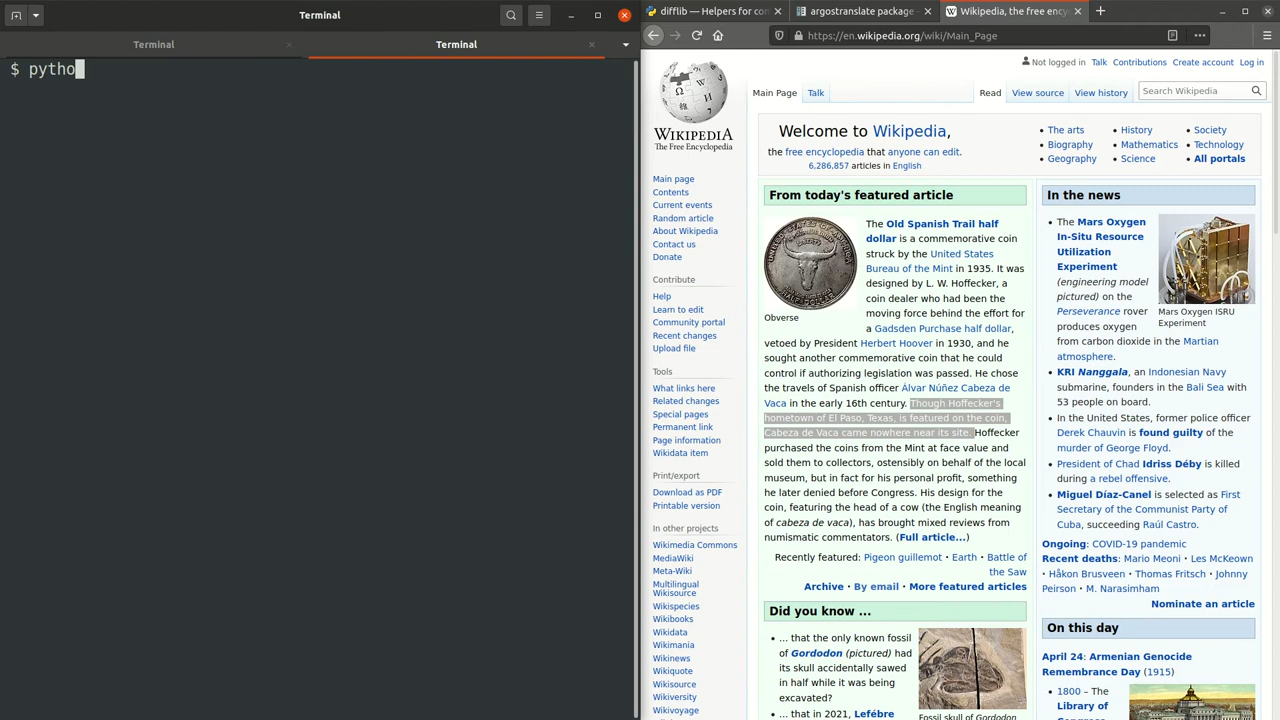 Terminal
Terminal
Terminal
$ pytho
difflib — Helpers for con
argostranslate package —
Wikipedia, the free ency
https://en.wikipedia.org/wiki/Main_Page
Not logged in Talk Contributions Create account Log in
Main Page Talk Read View source View history Search Wikipedia
WIKIPEDIA
The Free Encyclopedia
Main page
Contents
Current events
Random article
About Wikipedia
Contact us
Donate
Contribute
Help
Learn to edit
Community portal
Recent changes
Upload file
Tools
What links here
Related changes
Special pages
Permanent link
Page information
Wikidata item
Print/export
Download as PDF
Printable version
In other projects
Wikimedia Commons
MediaWiki
Meta-Wiki
Multilingual
Wikisource
Wikispecies
Wikibooks
Wikidata
Wikimania
Wikinews
Wikiquote
Wikisource
Wikiversity
Wikivoyage
Welcome to Wikipedia,
the free encyclopedia that anyone can edit.
6,286,857 articles in English
• The arts
• Biography
• Geography
• History
• Mathematics
• Science
• Society
• Technology
• All portals
From today's featured article
The Old Spanish Trail half
dollar is a commemorative coin
struck by the United States
Bureau of the Mint in 1935. It was
designed by L. W. Hoffecker, a
coin dealer who had been the
moving force behind the effort for
a Gadsden Purchase half dollar,
Obverse
vetoed by President Herbert Hoover in 1930, and he
sought another commemorative coin that he could
control if authorizing legislation was passed. He chose
the travels of Spanish officer Álvar Núñez Cabeza de
Vaca in the early 16th century. Though Hoffecker's
hometown of El Paso, Texas, is featured on the coin,
Cabeza de Vaca came nowhere near its site. Hoffecker
purchased the coins from the Mint at face value and
sold them to collectors, ostensibly on behalf of the local
museum, but in fact for his personal profit, something
he later denied before Congress. His design for the
coin, featuring the head of a cow (the English meaning
of cabeza de vaca), has brought mixed reviews from
numismatic commentators. (Full article...)
Recently featured: Pigeon guillemot • Earth • Battle of
the Saw
Archive • By email • More featured articles
Did you know ...
• ... that the only known fossil
of Gordodon (pictured) had
its skull accidentally sawed
in half while it was being
excavated?
• ... that in 2021, Lefébre
Fossil skull of Gordodon
In the news
• The Mars Oxygen
In-Situ Resource
Utilization
Experiment
(engineering model
pictured) on the
Perseverance rover
produces oxygen
from carbon dioxide in the Martian
atmosphere.
Mars Oxygen ISRU
Experiment
• KRI Nanggala, an Indonesian Navy
submarine, founders in the Bali Sea with
53 people on board.
• In the United States, former police officer
Derek Chauvin is found guilty of the
murder of George Floyd.
• President of Chad Idriss Déby is killed
during a rebel offensive.
• Miguel Díaz-Canel is selected as First
Secretary of the Communist Party of
Cuba, succeeding Raúl Castro.
Ongoing: COVID-19 pandemic
Recent deaths: Mario Meoni • Les McKeown
• Håkon Brusveen • Thomas Fritsch • Johnny
Peirson • M. Narasimham
Nominate an article
On this day
April 24: Armenian Genocide
Remembrance Day (1915)
• 1800 – The
Library of